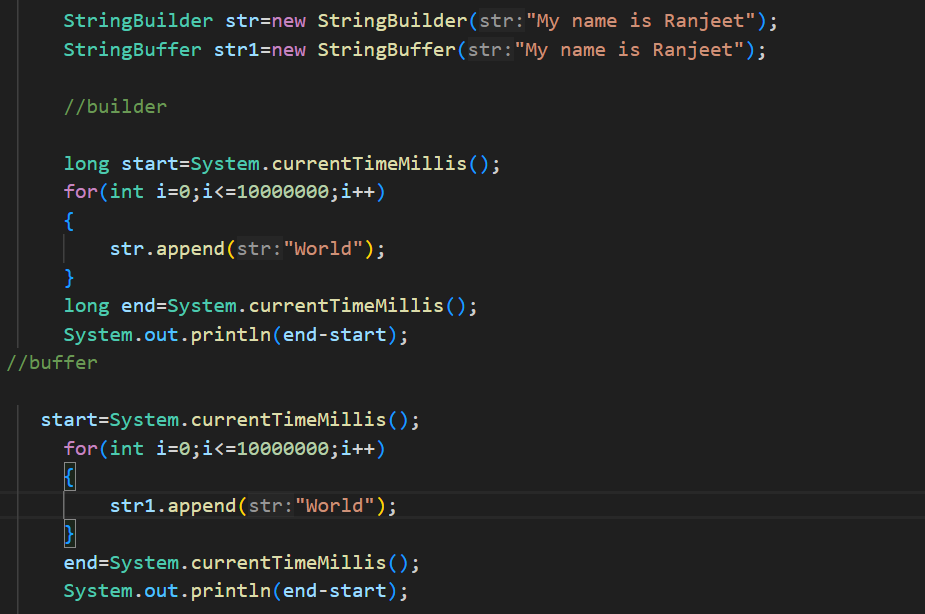 StringBuilder str=new StringBuilder(str:"My name is Ranjeet");
StringBuffer str1=new StringBuffer(str:"My name is Ranjeet");
//builder
long start=System.currentTimeMillis();
for(int i=0;i<=10000000;i++)
{
str.append(str:"World");
}
long end=System.currentTimeMillis();
System.out.println(end-start);
//buffer
start=System.currentTimeMillis();
for(int i=0;i<=10000000;i++)
{
str1.append(str:"World");
}
end=System.currentTimeMillis();
System.out.println(end-start);